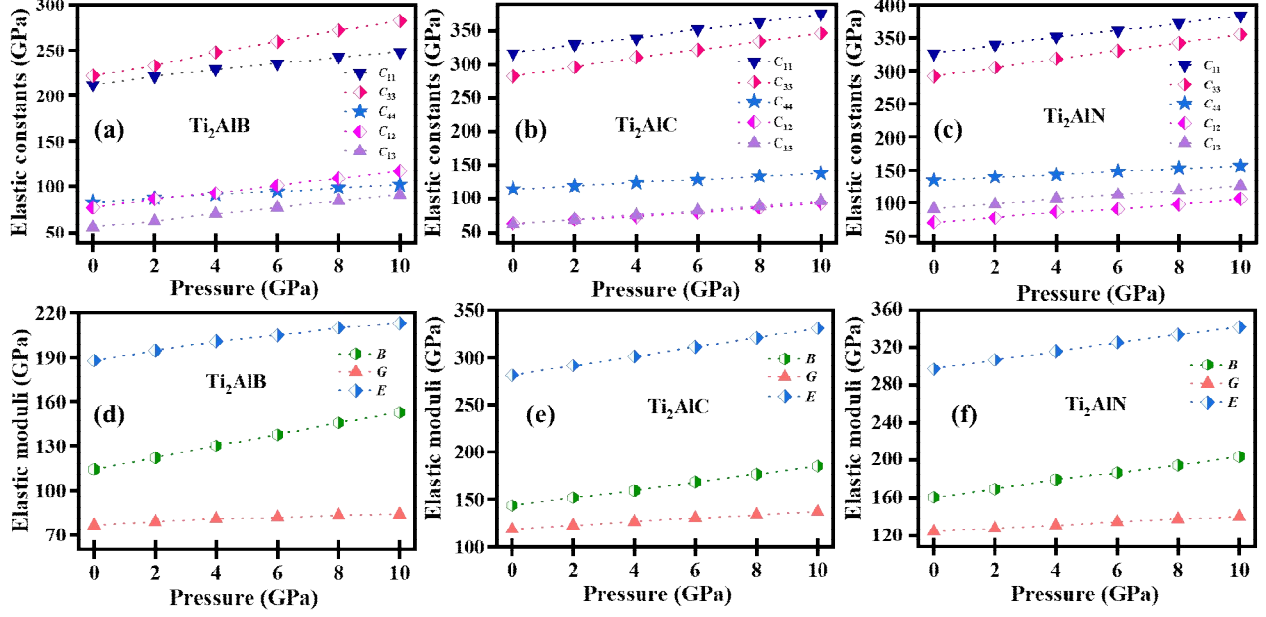 Elastic constants (GPa)
300
250
200
150
100
50
0 2 4 6 8 10
Pressure (GPa)
(a)
Ti2AlB
C11
C33
C44
C12
C13
Elastic constants (GPa)
350
300
250
200
150
100
50
0 2 4 6 8 10
Pressure (GPa)
(b)
Ti2AlC
C11
C33
C44
C12
C13
Elastic constants (GPa)
400
350
300
250
200
150
100
50
0 2 4 6 8 10
Pressure (GPa)
(c)
Ti2AlN
C11
C33
C44
C12
C13
Elastic moduli (GPa)
220
190
160
130
100
70
0 2 4 6 8 10
Pressure (GPa)
(d)
Ti2AlB
B
G
E
Elastic moduli (GPa)
350
300
250
200
150
100
0 2 4 6 8 10
Pressure (GPa)
(e)
Ti2AlC
B
G
E
Elastic moduli (GPa)
360
320
280
240
200
160
120
0 2 4 6 8 10
Pressure (GPa)
(f)
Ti2AlN
B
G
E